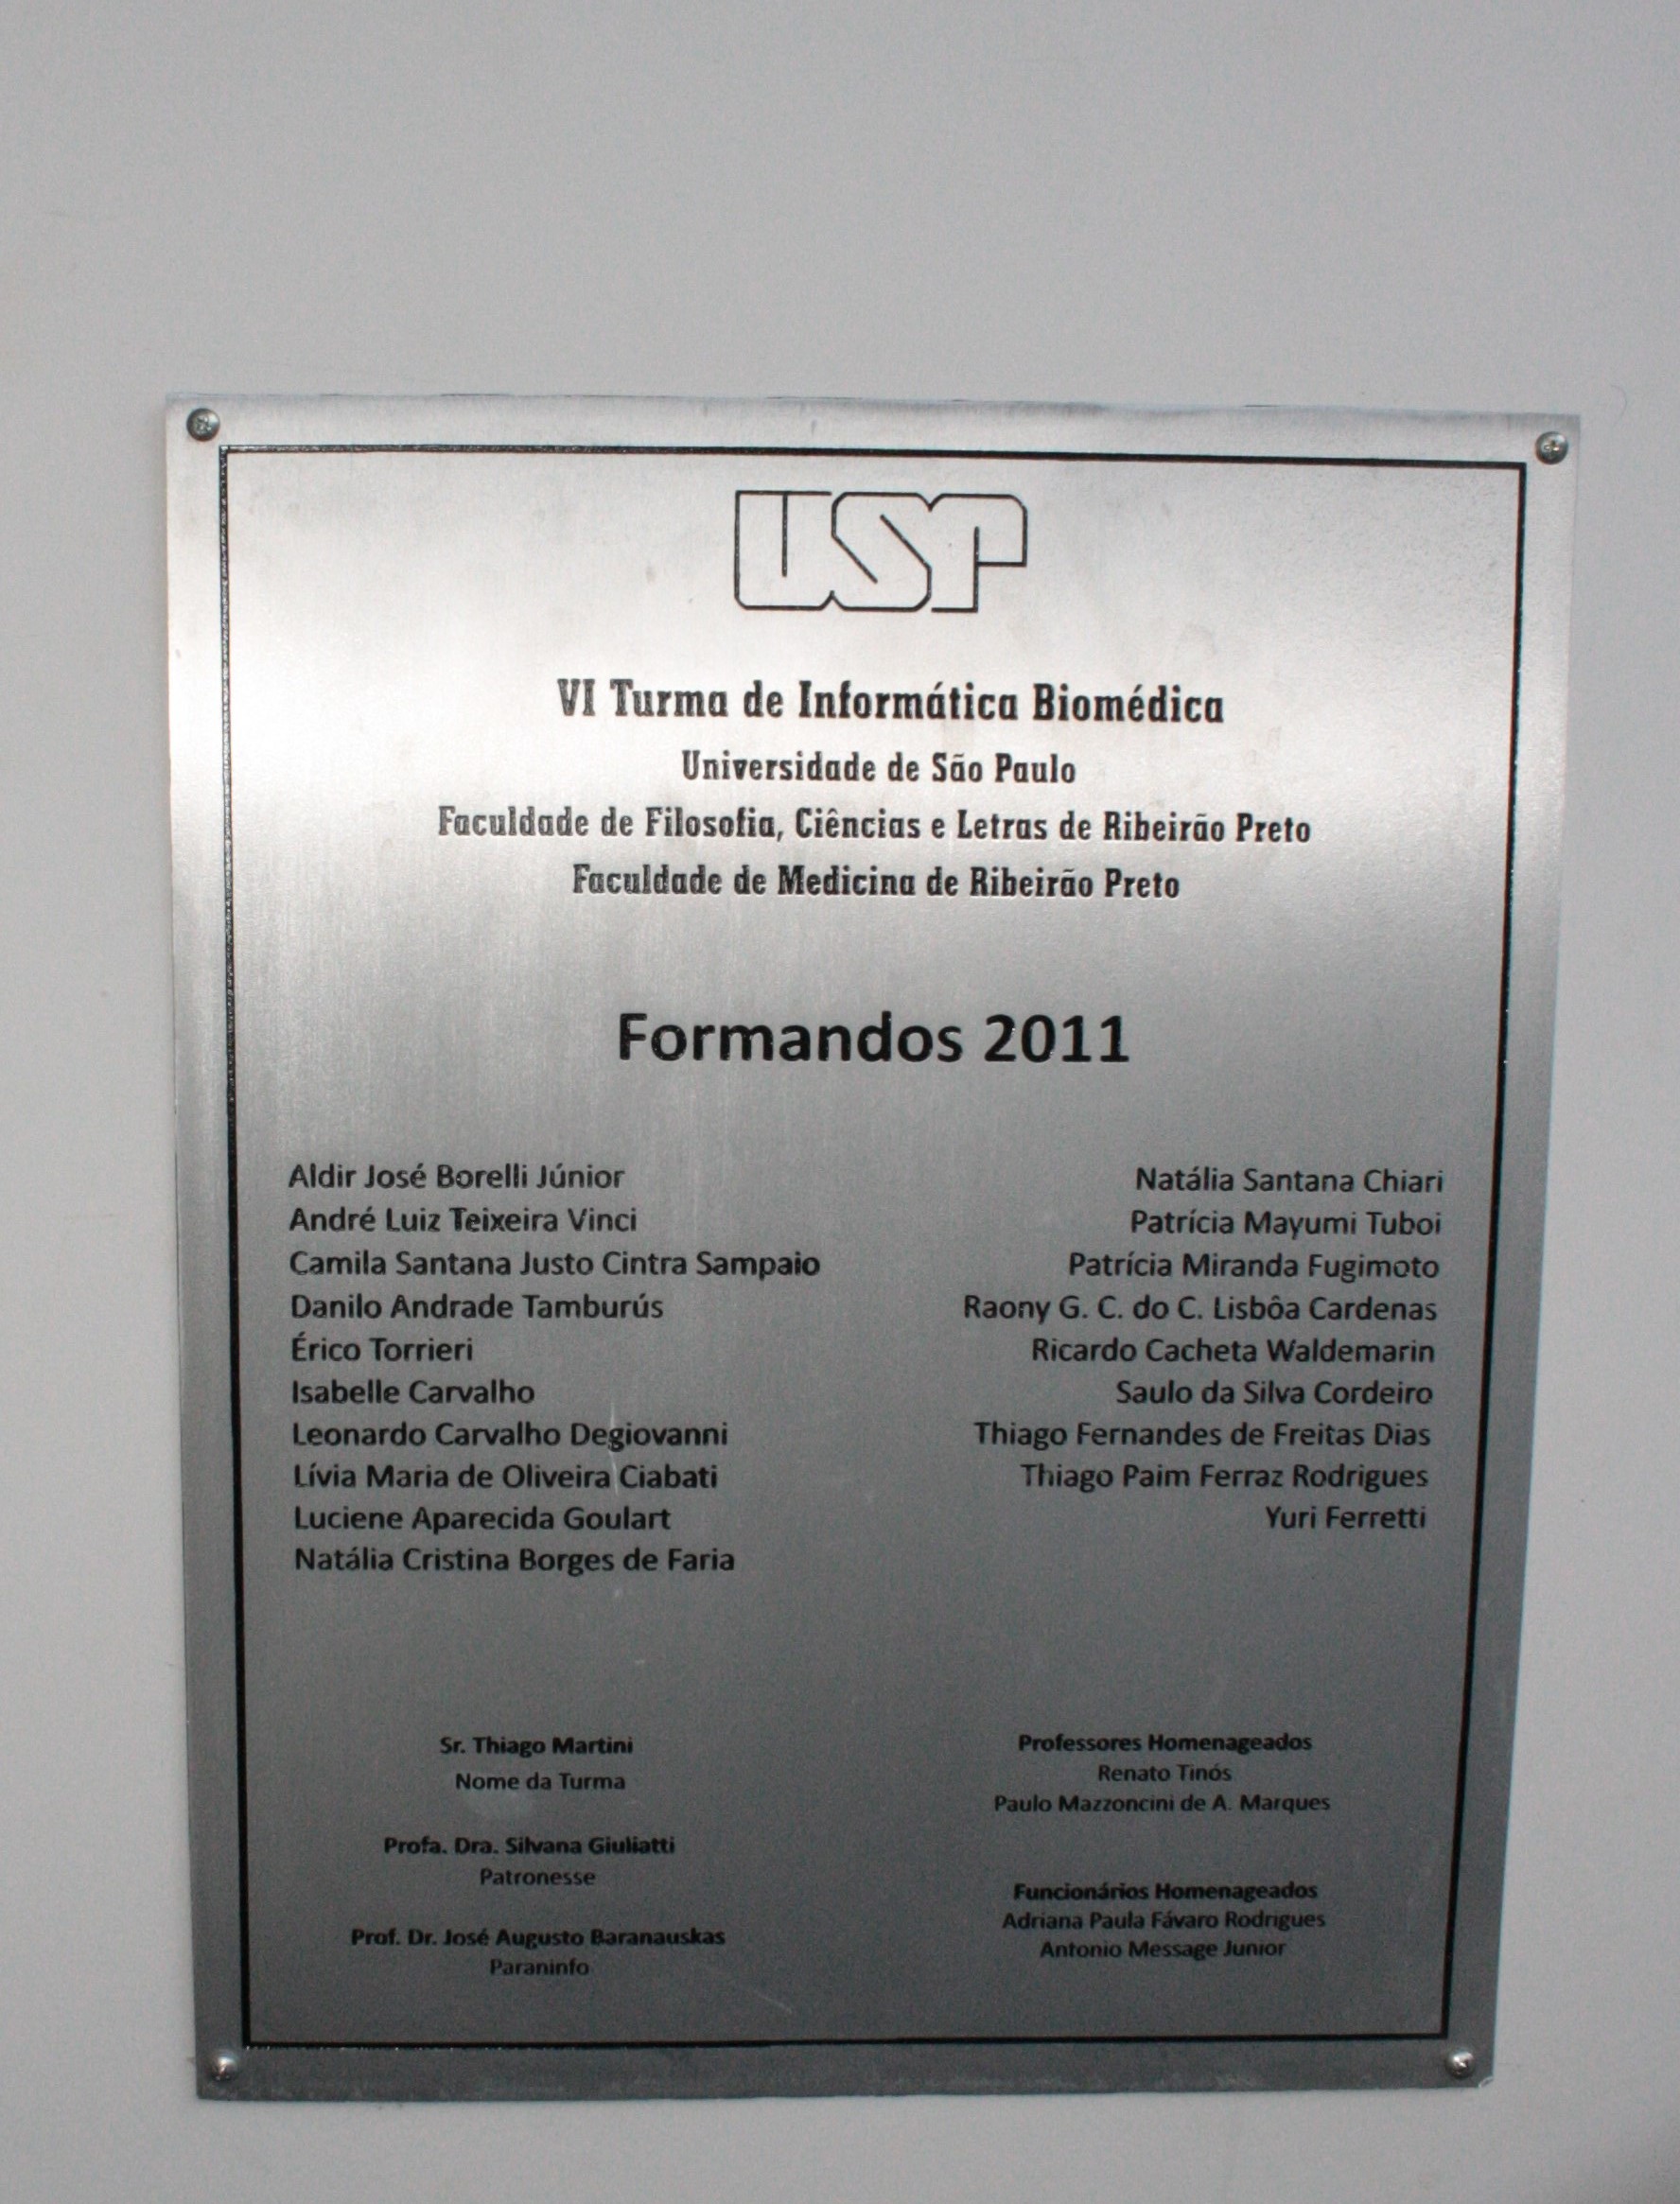 USP
VI Turma de Informática Biomédica
Universidade de São Paulo
Faculdade de Filosofia, Ciências e Letras de Ribeirão Preto
Faculdade de Medicina de Ribeirão Preto
Formandos 2011
Aldir José Borelli Júnior
André Luiz Teixeira Vinci
Camila Santana Justo Cintra Sampaio
Danilo Andrade Tamburús
Érico Torrieri
Isabelle Carvalho
Leonardo Carvalho Degiovanni
Lívia Maria de Oliveira Ciabati
Luciene Aparecida Goulart
Natália Cristina Borges de Faria
Natália Santana Chiari
Patrícia Mayumi Tuboi
Patrícia Miranda Fugimoto
Raony G. C. do C. Lisbôa Cardenas
Ricardo Cacheta Waldemarin
Saulo da Silva Cordeiro
Thiago Fernandes de Freitas Dias
Thiago Paim Ferraz Rodrigues
Yuri Ferretti
Sr. Thiago Martini
Nome da Turma
Profa. Dra. Silvana Giuliatti
Patronesse
Prof. Dr. José Augusto Baranauskas
Paraninfo
Professores Homenageados
Renato Tinós
Paulo Mazzoncini de A. Marques
Funcionários Homenageados
Adriana Paula Fávaro Rodrigues
Antonio Message Junior